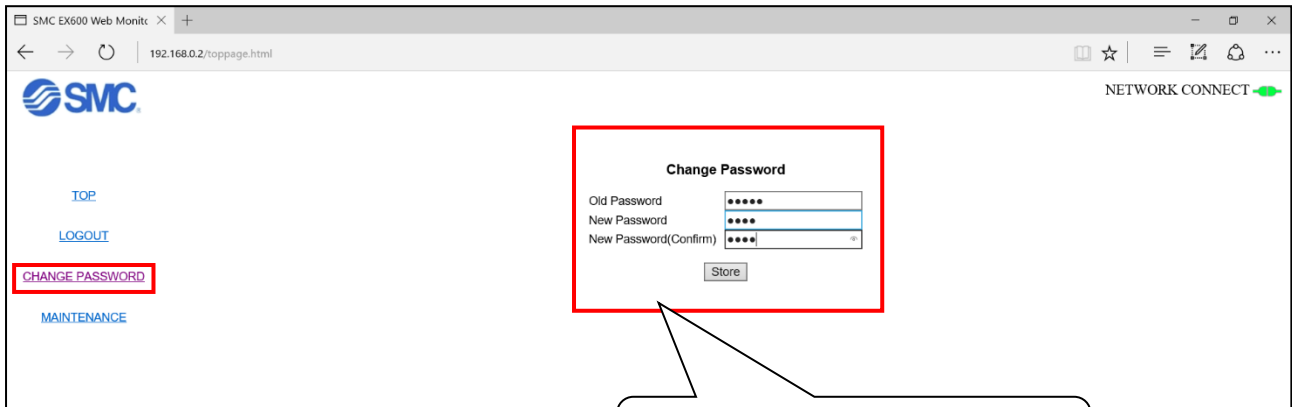 SMC EX600 Web Monitc
192.168.0.2/toppage.html
SMC.
NETWORK CONNECT
Change Password
TOP
Old Password •••••
New Password ••••
LOGOUT
New Password(Confirm) ••••
Store
CHANGE PASSWORD
MAINTENANCE